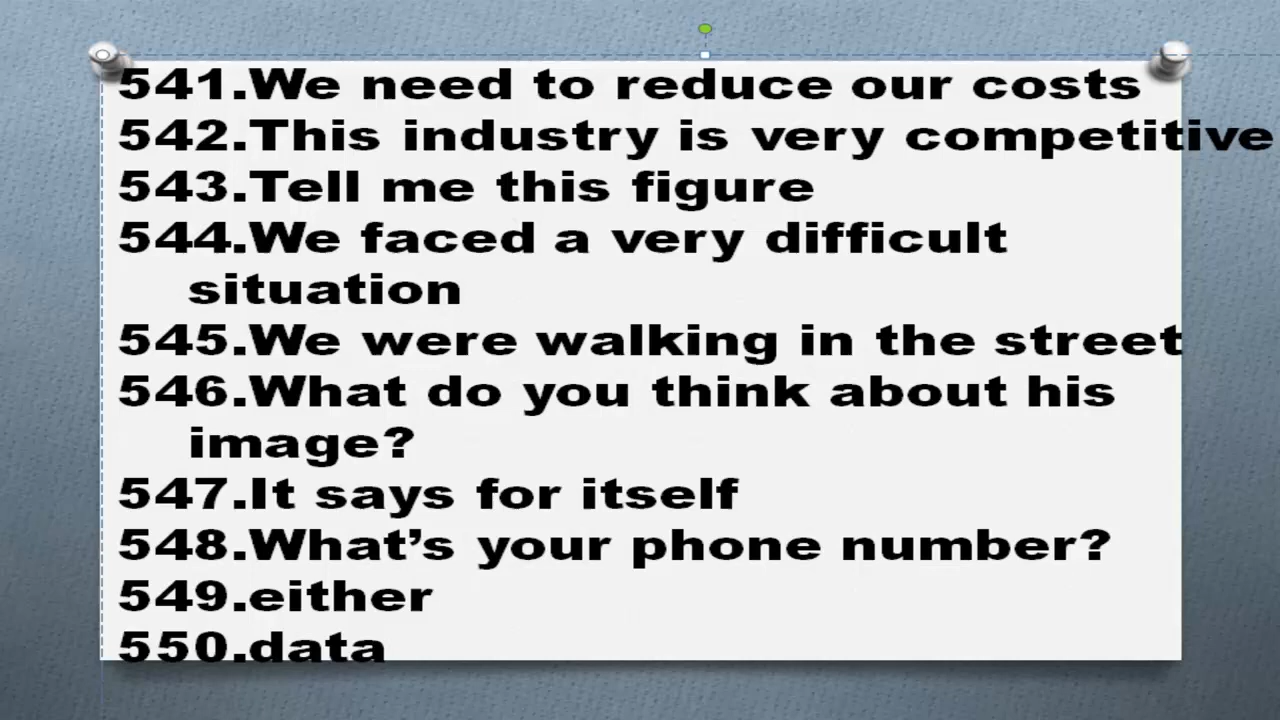 541.We need to reduce our costs
542.This industry is very competitive
543.Tell me this figure
544.We faced a very difficult
situation
545.We were walking in the street
546.What do you think about his
image?
547.It says for itself
548.What’s your phone number?
549.either
550.data